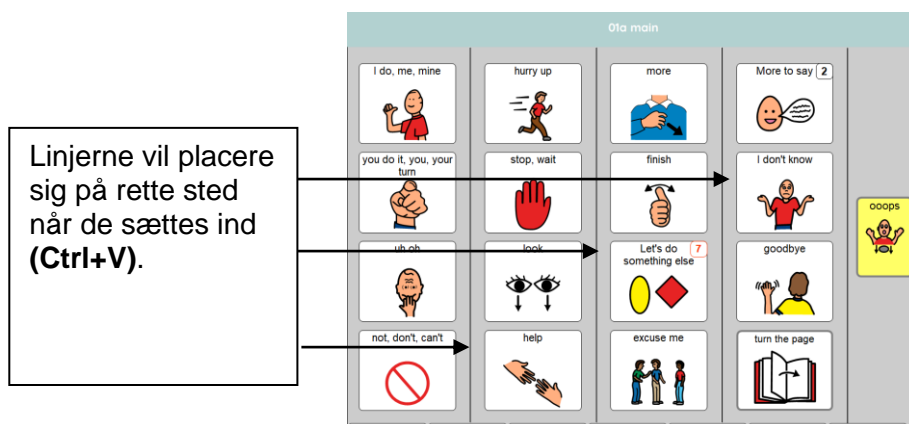 01a main
I do, me, mine
hurry up
more
More to say 2
Linjerne vil placere
sig på rette sted
når de sættes ind
(Ctrl+V).
you do it, you, your
turn
stop, wait
finish
I don't know
ooops
uh oh
look
Let's do
something else
7
goodbye
not, don't, can't
help
excuse me
turn the page